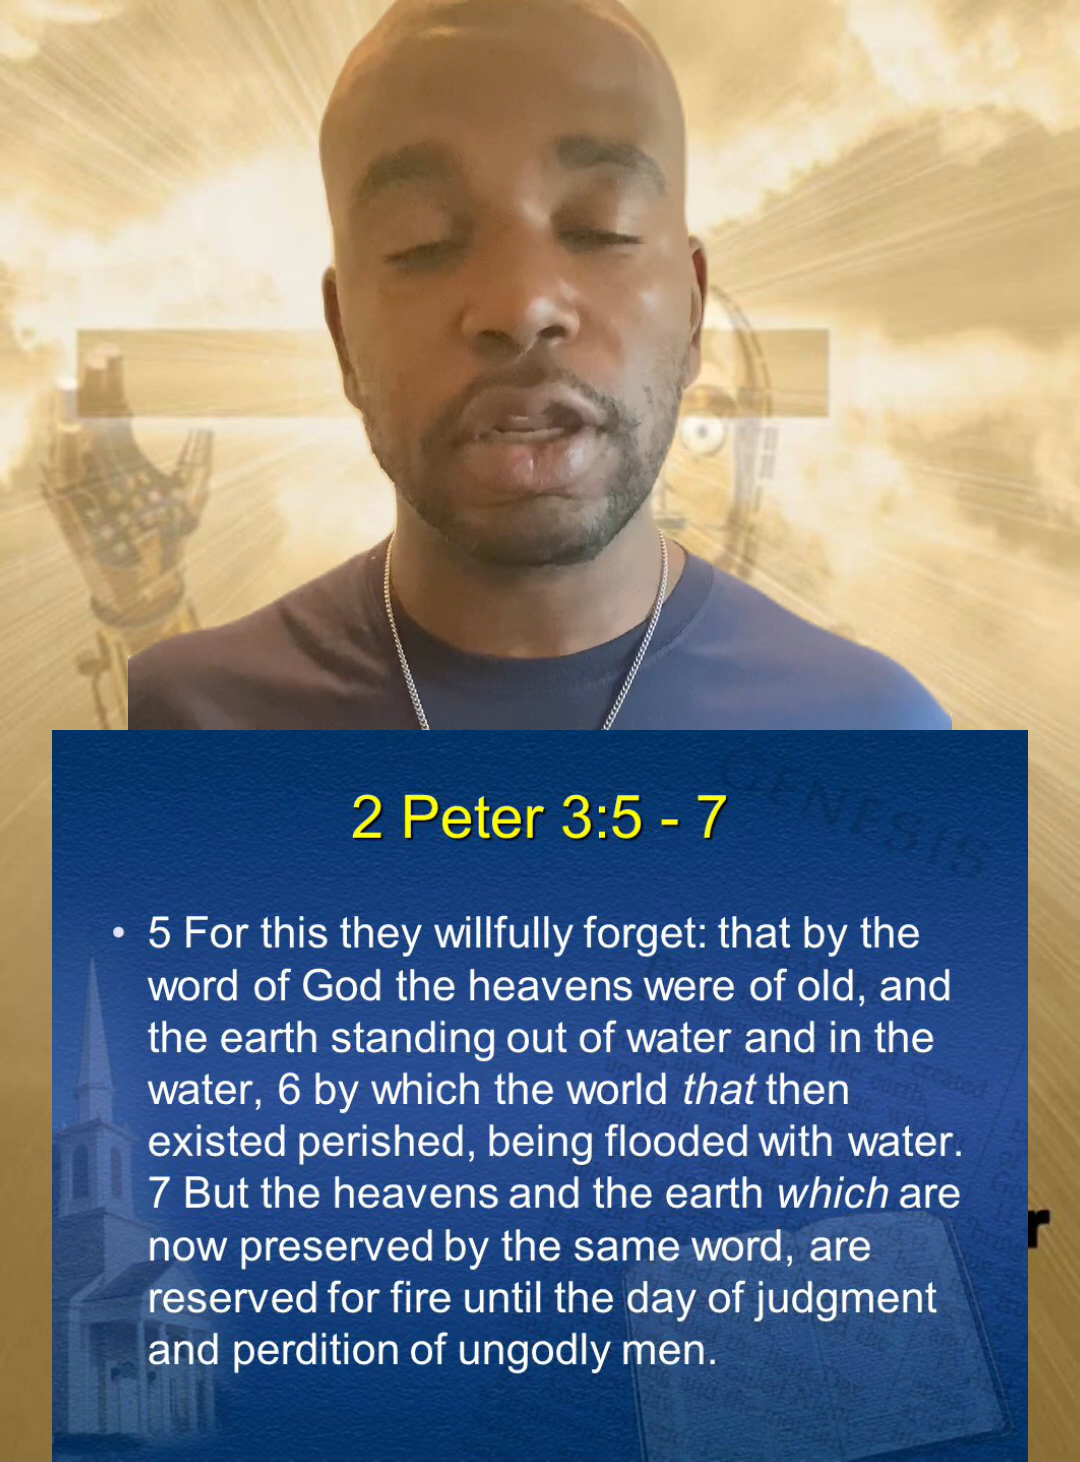 GENESIS
2 Peter 3:5 - 7
• 5 For this they willfully forget: that by the
word of God the heavens were of old, and
the earth standing out of water and in the
water, 6 by which the world that then
existed perished, being flooded with water.
7 But the heavens and the earth which are
now preserved by the same word, are
r
reserved for fire until the day of judgment
and perdition of ungodly men.